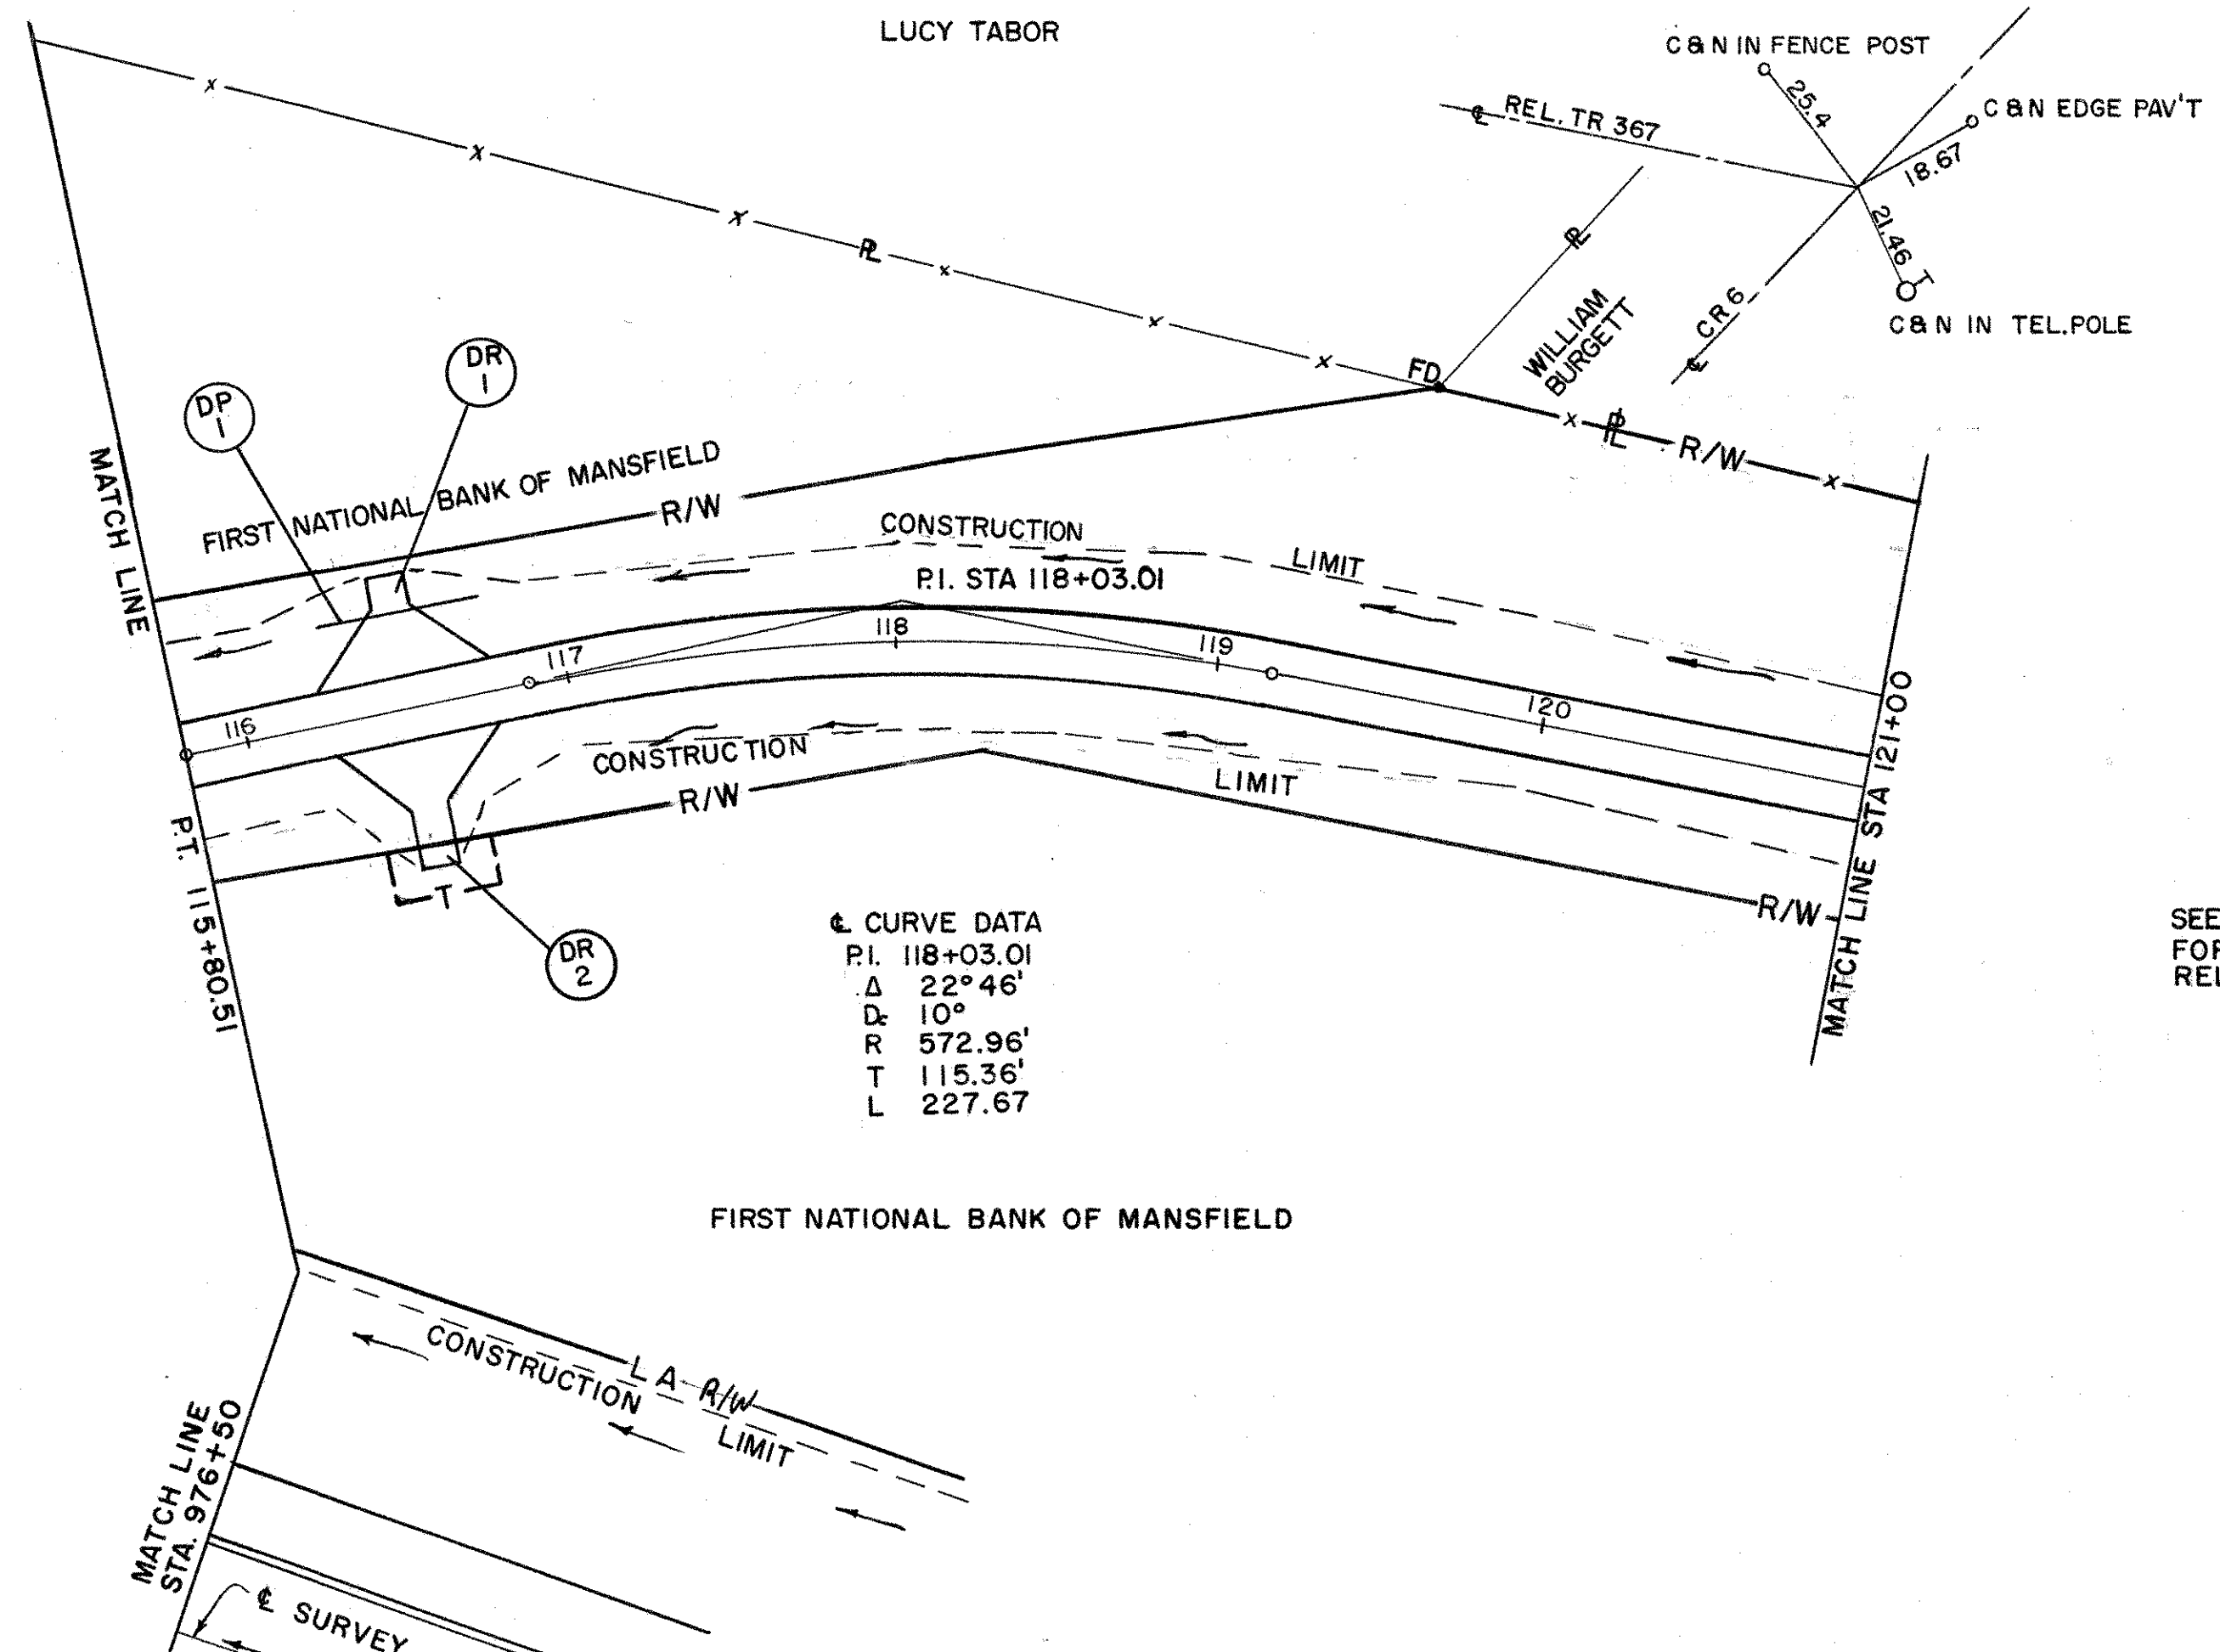 LUCY TABOR
C & N IN FENCE POST
25.4
C & N EDGE PAV'T
18.67
21.46
T
C & N IN TEL. POLE
℄ REL. TR 367
℄ CR 6
PL
PL
WILLIAM
BURGETT
FD
PL
R/W
DR
1
DP
1
MATCH LINE
FIRST NATIONAL BANK OF MANSFIELD
R/W
CONSTRUCTION
LIMIT
P.I. STA 118+03.01
116
117
118
119
120
CONSTRUCTION
LIMIT
R/W
R/W
MATCH LINE STA 121+00
P.T. 115+80.51
T
DR
2
℄ CURVE DATA
P.I. 118+03.01
Δ 22°46'
Dc 10°
R 572.96'
T 115.36'
L 227.67
SEE
FIRST NATIONAL BANK OF MANSFIELD
CONSTRUCTION
LIMIT
L A R/W
MATCH LINE
STA. 976+50
℄ SURVEY